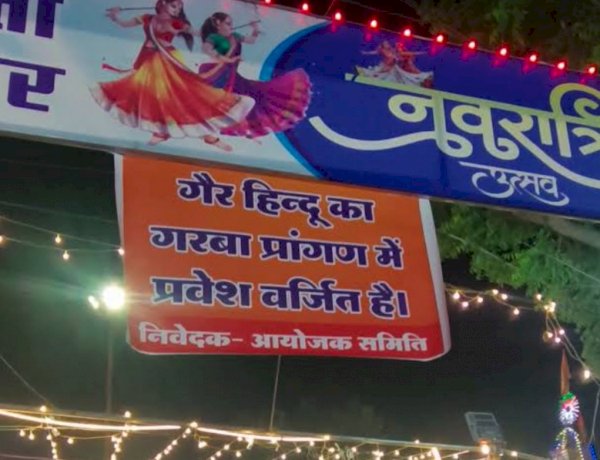 नवरात्रि
उत्सव
गैर हिन्दू का
गरबा प्रांगण में
प्रवेश वर्जित है।
निवेदक- आयोजक समिति